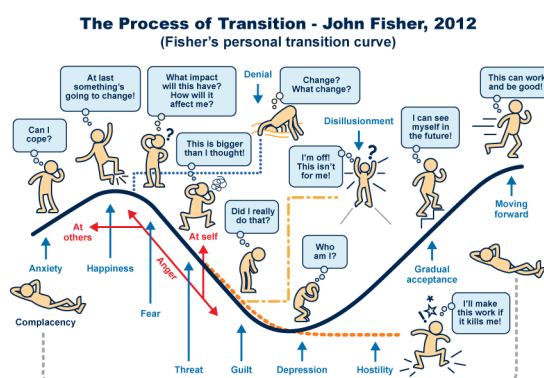 The Process of Transition - John Fisher, 2012
(Fisher's personal transition curve)
Can I
cope?
At last
something's
going to change!
What impact
will this have?
How will it
affect me?
?
Denial
Change?
What change?
This can work
and be good!
This is bigger
than I thought!
Disillusionment
I'm off!
This isn't
for me!
?
I can see
myself in
the future!
Did I really
do that?
Who
am I?
At
others
At self
Anger
Anxiety
Happiness
Fear
Threat
Guilt
Depression
Hostility
Gradual
acceptance
Moving
forward
Complacency
I'll make
this work if
it kills me!